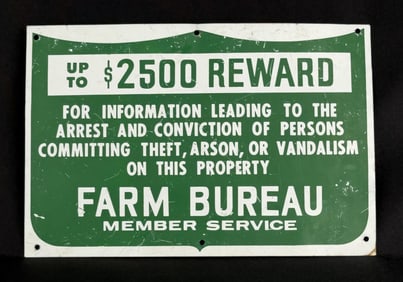 UP TO $2500 REWARD
FOR INFORMATION LEADING TO THE
ARREST AND CONVICTION OF PERSONS
COMMITTING THEFT, ARSON, OR VANDALISM
ON THIS PROPERTY
FARM BUREAU
MEMBER SERVICE